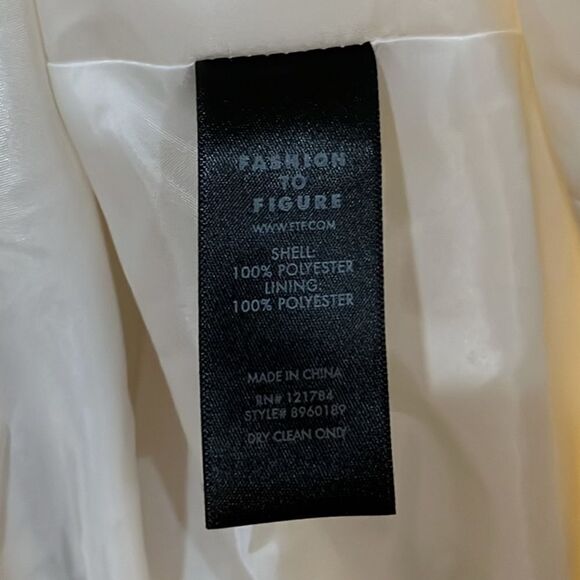 FASHION
TO
FIGURE
WWW.FTF.COM
SHELL:
100% POLYESTER
LINING:
100% POLYESTER
MADE IN CHINA
RN# 121784
STYLE# 8960189
DRY CLEAN ONLY